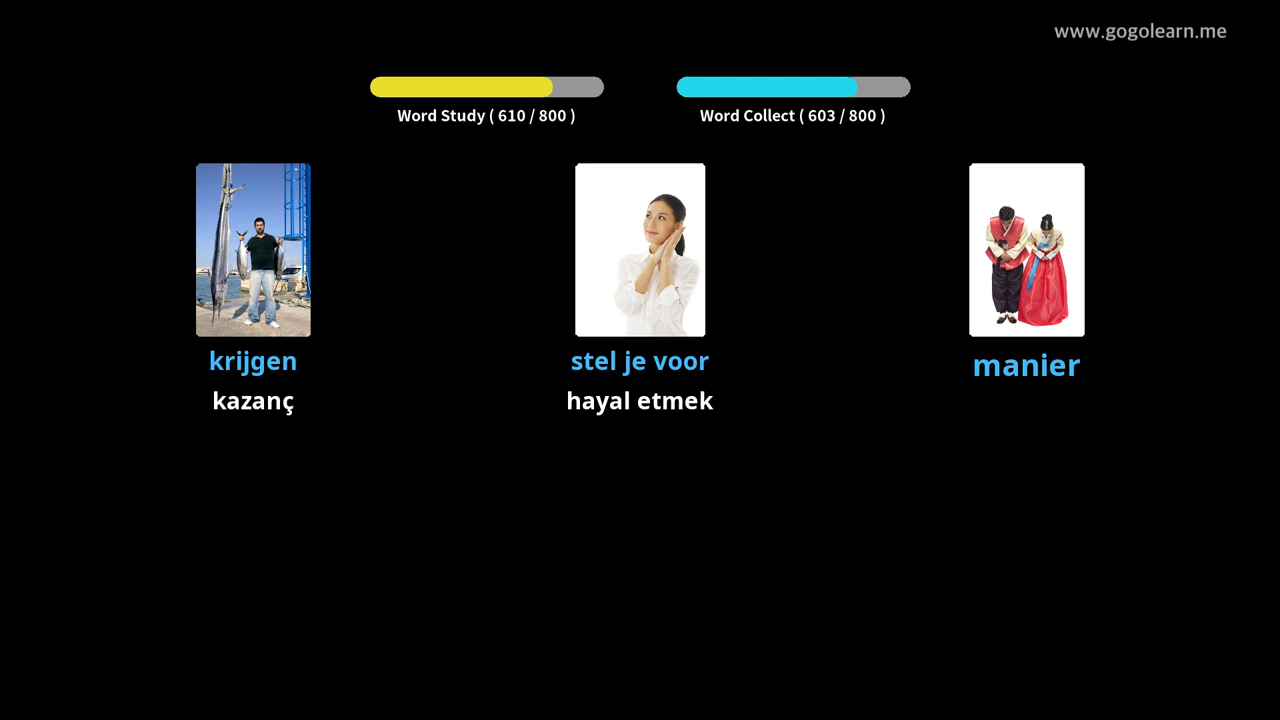 www.gogolearn.me
Word Study ( 610 / 800 )
Word Collect ( 603 / 800 )
krijgen
kazanç
stel je voor
hayal etmek
manier